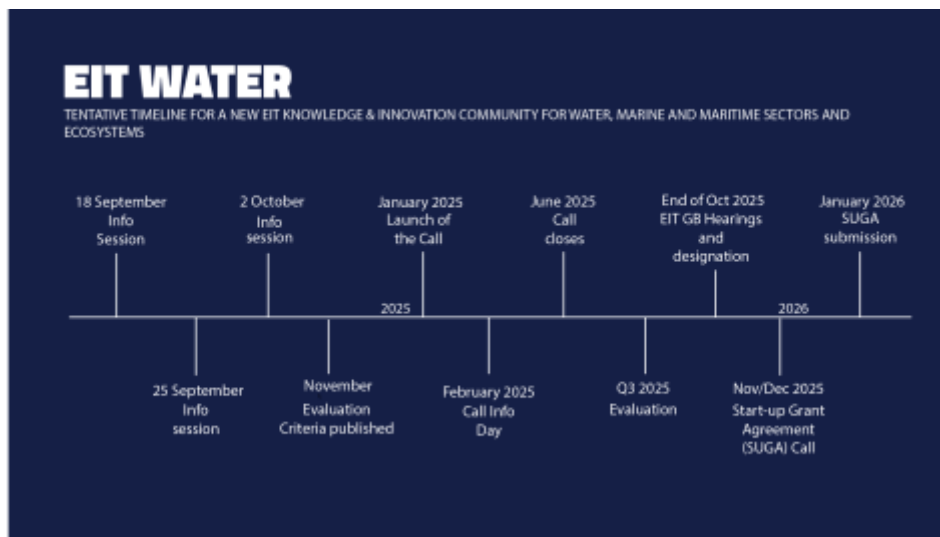 EIT WATER
TENTATIVE TIMELINE FOR A NEW EIT KNOWLEDGE & INNOVATION COMMUNITY FOR WATER, MARINE AND MARITIME SECTORS AND
ECOSYSTEMS
18 September
Info
Session
2 October
Info
session
January 2025
Launch of
the Call
June 2025
Call
closes
End of Oct 2025
EIT GB Hearings
and
designation
January 2026
SUGA
submission
2025
2026
25 September
Info
session
November
Evaluation
Criteria published
February 2025
Call Info
Day
Q3 2025
Evaluation
Nov/Dec 2025
Start-up Grant
Agreement
(SUGA) Call